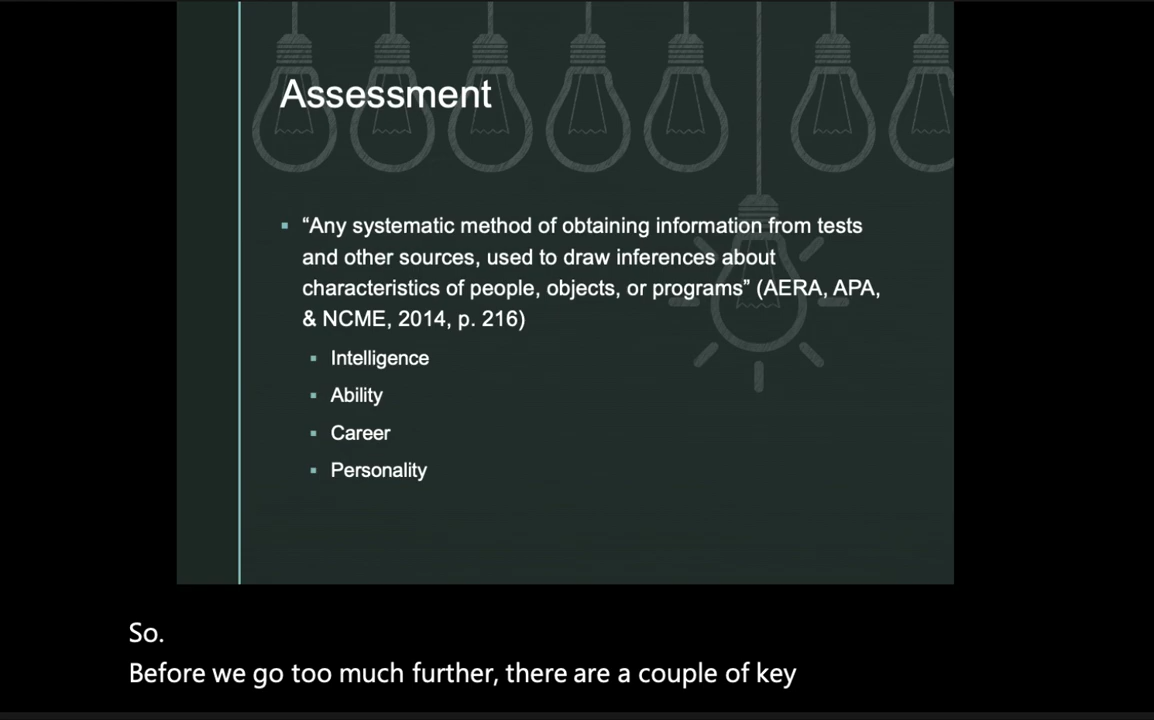 Assessment
“Any systematic method of obtaining information from tests
and other sources, used to draw inferences about
characteristics of people, objects, or programs” (AERA, APA,
& NCME, 2014, p. 216)
Intelligence
Ability
Career
Personality
So.
Before we go too much further, there are a couple of key